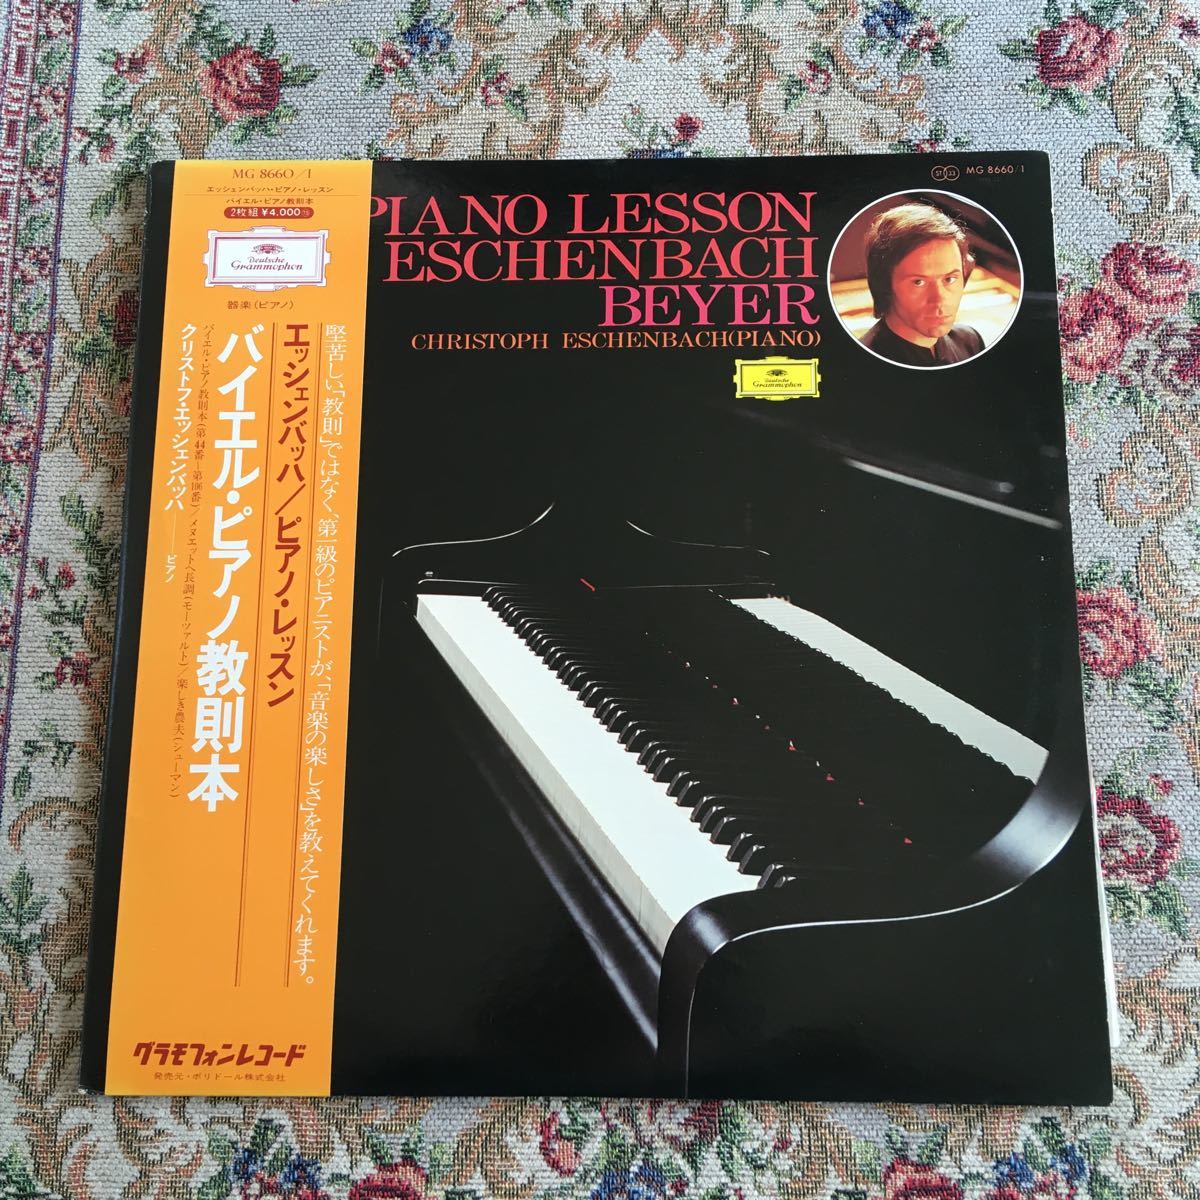 MG 8660/1
エッシェンバッハ・ピアノ・レッスン
バイエル・ピアノ教則本
2枚組 ¥4,000
Deutsche
Grammophon
器楽(ピアノ)
堅苦しい「教則」ではなく、第一級のピアニストが、「音楽の楽しさ」を教えてくれます。
エッシェンバッハ/ピアノ・レッスン
バイエル・ピアノ教則本
バイエル・ピアノ教則本(第44番–第106番)/メヌエットヘ長調(モーツァルト)/楽しき農夫(シューマン)
クリストフ・エッシェンバッハ——ピアノ
グラモフォンレコード
発売元・ポリドール株式会社
ST 33 MG 8660/1
PIANO LESSON
ESCHENBACH
BEYER
CHRISTOPH ESCHENBACH(PIANO)
Deutsche
Grammophon